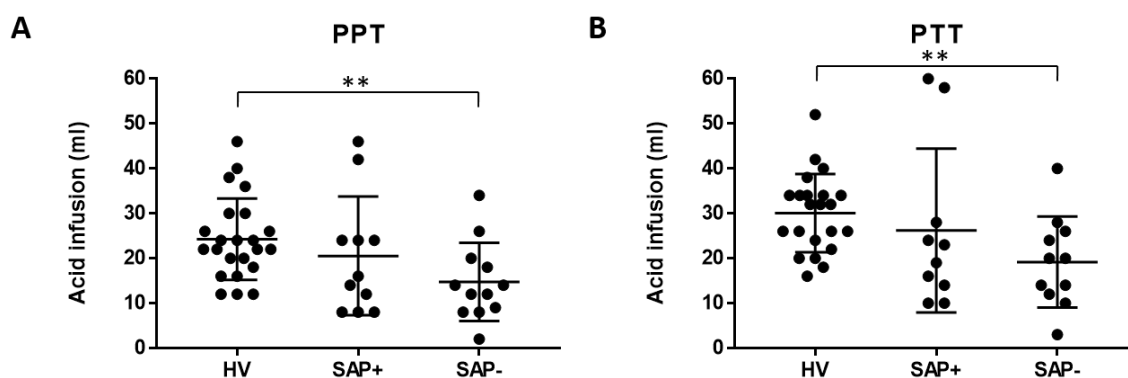 A
PPT
**
Acid infusion (ml)
60
50
40
30
20
10
0
HV SAP+ SAP-
B
PTT
**
Acid infusion (ml)
60
50
40
30
20
10
0
HV SAP+ SAP-